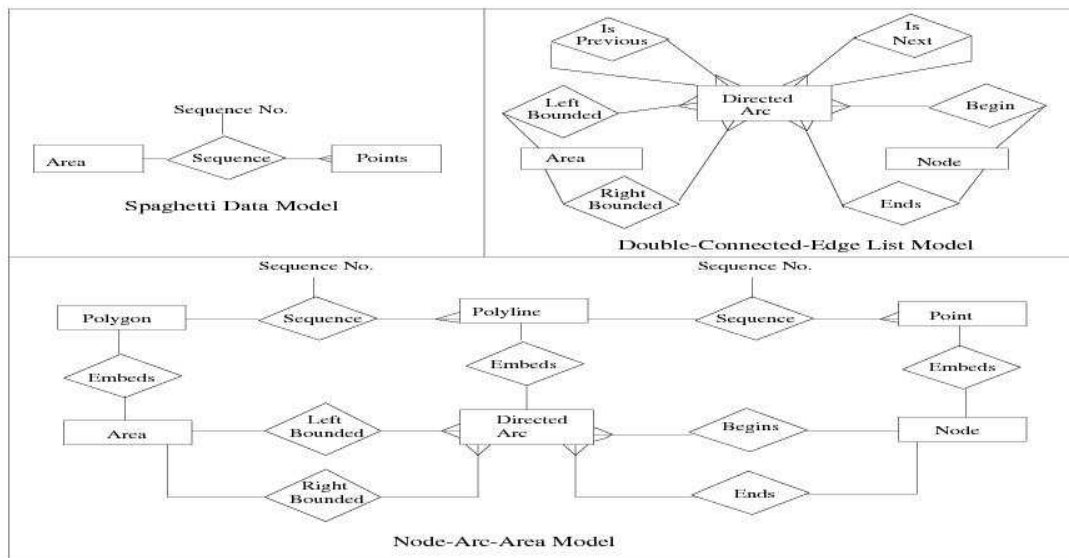 Sequence No.
Area
Sequence
Points
Spaghetti Data Model
Is
Previous
Is
Next
Left
Bounded
Directed
Arc
Begin
Area
Node
Right
Bounded
Ends
Double-Connected-Edge List Model
Sequence No.
Sequence No.
Polygon
Sequence
Polyline
Sequence
Point
Embeds
Embeds
Embeds
Area
Left
Bounded
Directed
Arc
Begins
Node
Right
Bounded
Ends
Node-Arc-Area Model